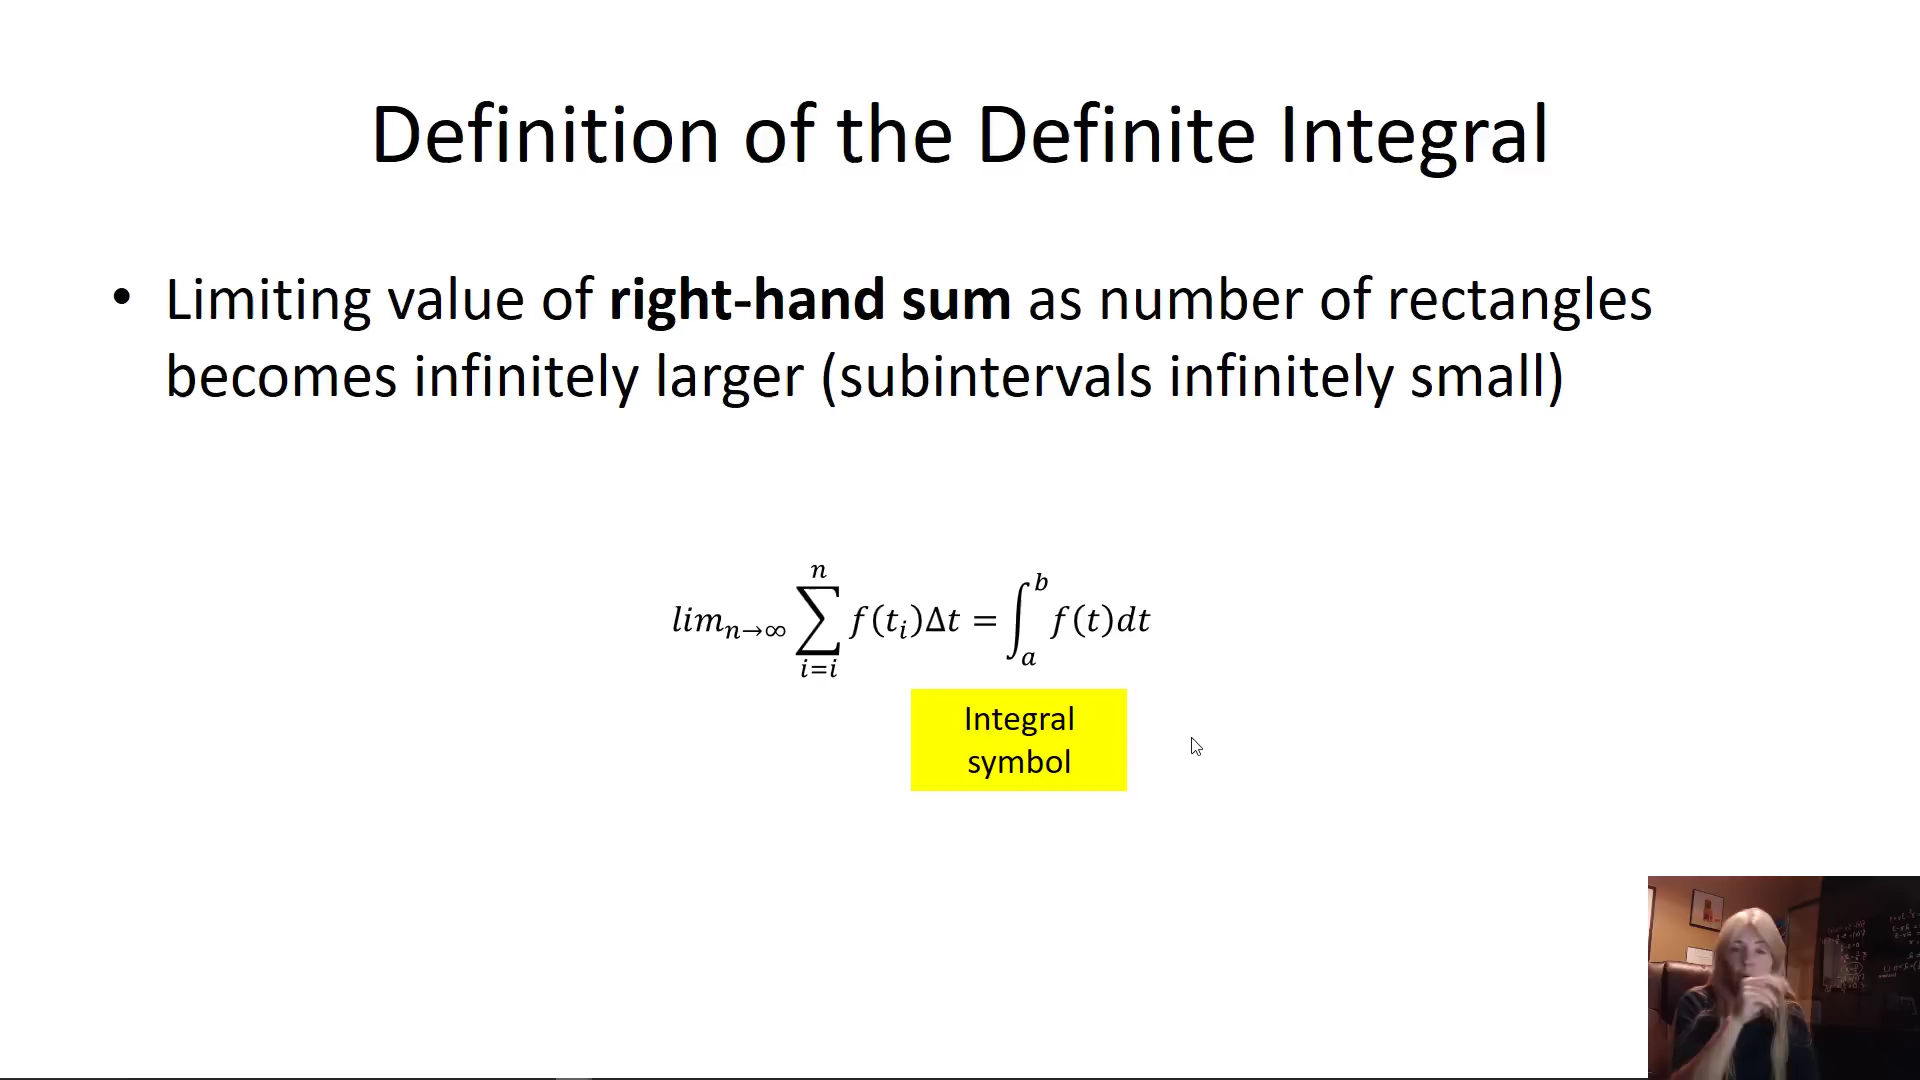 Definition of the Definite Integral
• Limiting value of right-hand sum as number of rectangles
becomes infinitely larger (subintervals infinitely small)
lim_{n→∞} ∑_{i=i}^{n} f(t_i)Δt = ∫_a^b f(t)dt
Integral
symbol